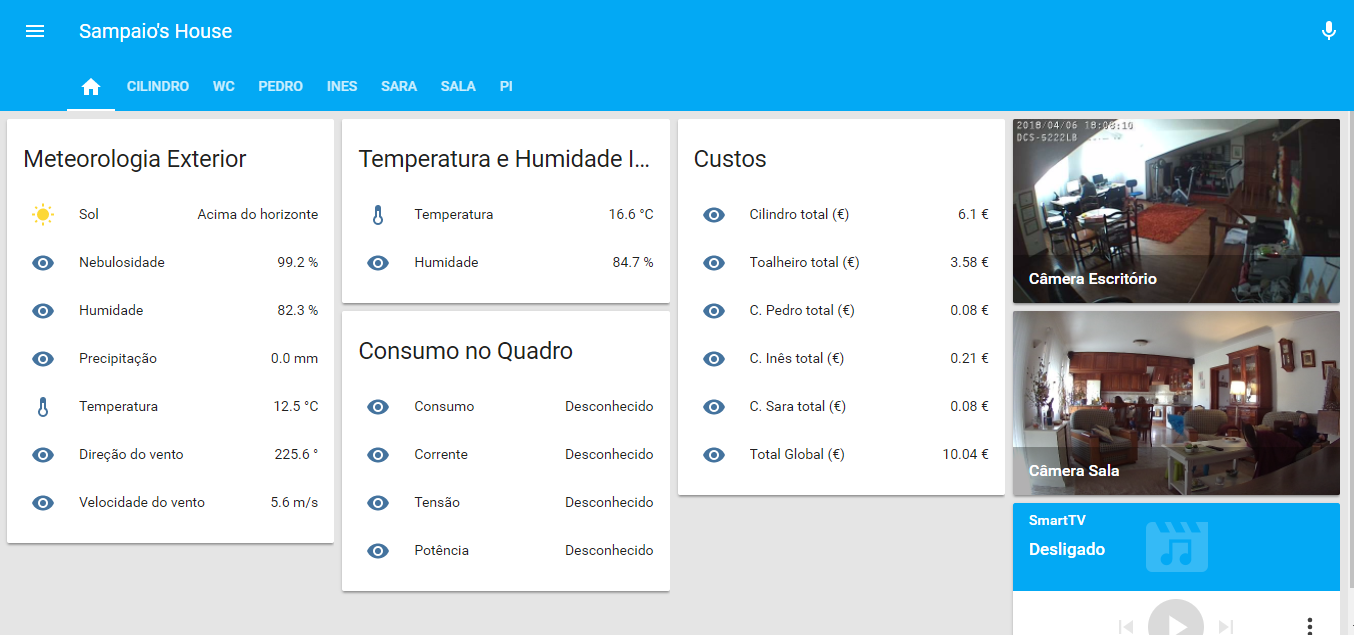 Sampaio's House
CILINDRO WC PEDRO INES SARA SALA PI
Meteorologia Exterior
Sol Acima do horizonte
Nebulosidade 99.2 %
Humidade 82.3 %
Precipitação 0.0 mm
Temperatura 12.5 °C
Direção do vento 225.6 °
Velocidade do vento 5.6 m/s
Temperatura e Humidade I...
Temperatura 16.6 °C
Humidade 84.7 %
Consumo no Quadro
Consumo Desconhecido
Corrente Desconhecido
Tensão Desconhecido
Potência Desconhecido
Custos
Cilindro total (€) 6.1 €
Toalheiro total (€) 3.58 €
C. Pedro total (€) 0.08 €
C. Inês total (€) 0.21 €
C. Sara total (€) 0.08 €
Total Global (€) 10.04 €
2018/04/06
DCS-5222LB
Câmera Escritório
Câmera Sala
SmartTV
Desligado